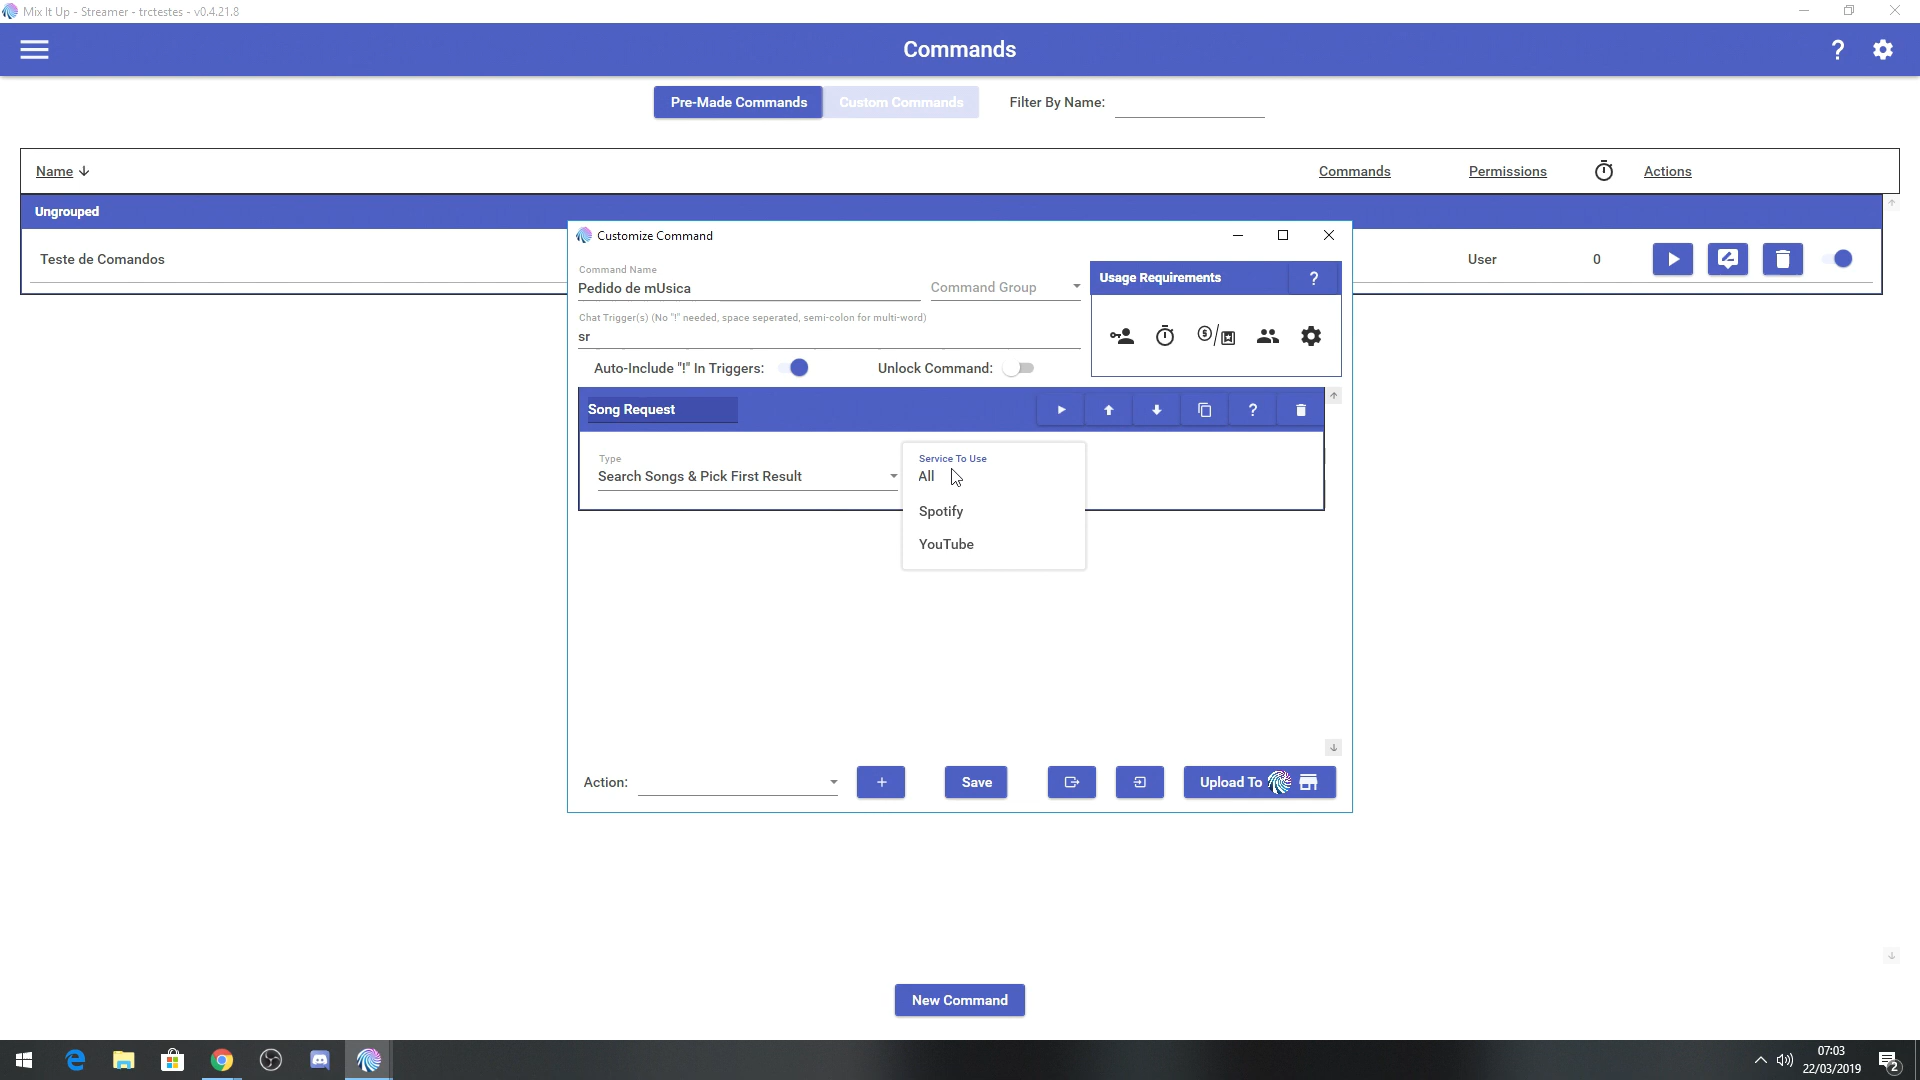 Mix It Up - Streamer - trctestes - v0.4.21.8
Commands
?
Pre-Made Commands
Custom Commands
Filter By Name:
Name
Commands
Permissions
Actions
Ungrouped
Teste de Comandos
User
0
Customize Command
Command Name
Pedido de mUsica
Command Group
Usage Requirements
?
Chat Trigger(s) (No "!" needed, space seperated, semi-colon for multi-word)
sr
Auto-Include "!" In Triggers:
Unlock Command:
Song Request
?
Type
Search Songs & Pick First Result
Service To Use
All
Spotify
YouTube
Action:
+
Save
Upload To
New Command
07:03
22/03/2019
2